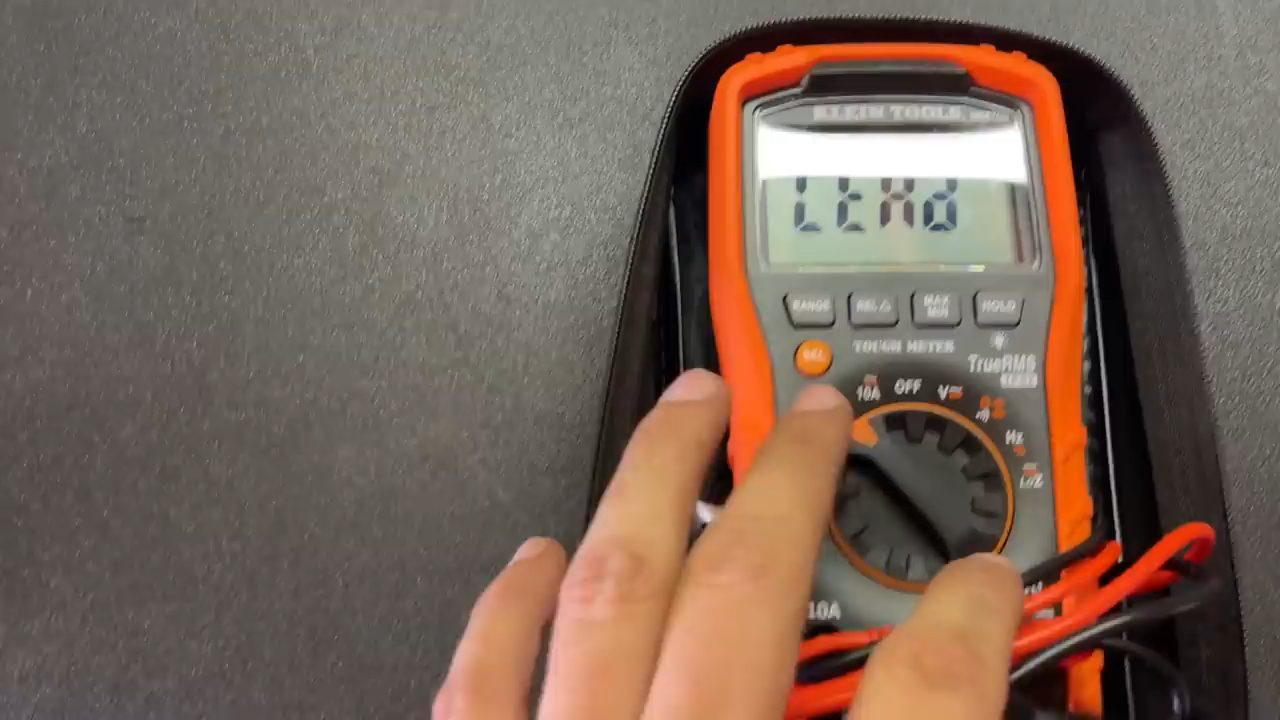 KLEIN TOOLS
LEAd
RANGE REL△ MAX MIN HOLD
SEL
TOUGH METER
TrueRMS
10A OFF V
Hz
LoZ
10A